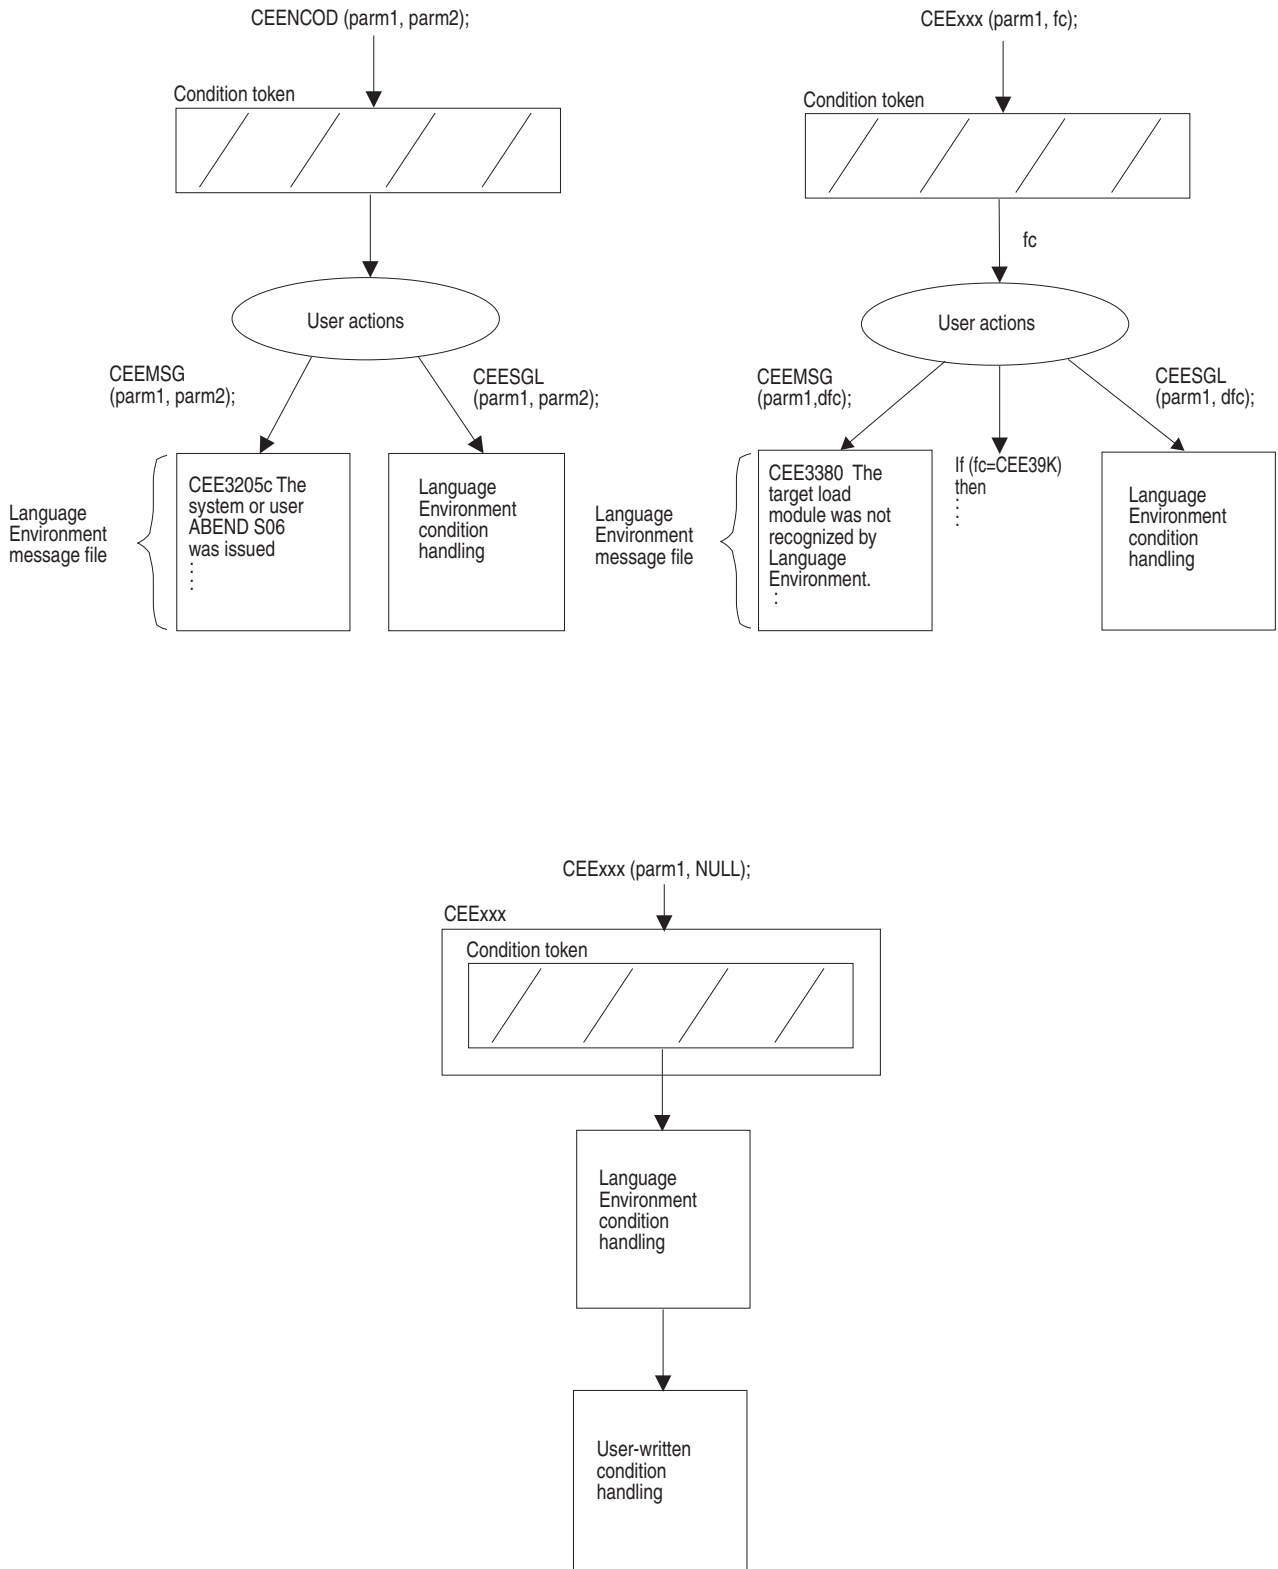 CEENCOD (parm1, parm2);
Condition token
User actions
CEEMSG
(parm1, parm2);
CEESGL
(parm1, parm2);
Language
Environment
message file
CEE3205c The
system or user
ABEND S06
was issued
Language
Environment
condition
handling
CEExxx (parm1, fc);
Condition token
fc
User actions
CEEMSG
(parm1,dfc);
CEESGL
(parm1, dfc);
Language
Environment
message file
CEE3380 The
target load
module was not
recognized by
Language
Environment.
If (fc=CEE39K)
then
Language
Environment
condition
handling
CEExxx (parm1, NULL);
CEExxx
Condition token
Language
Environment
condition
handling
User-written
condition
handling